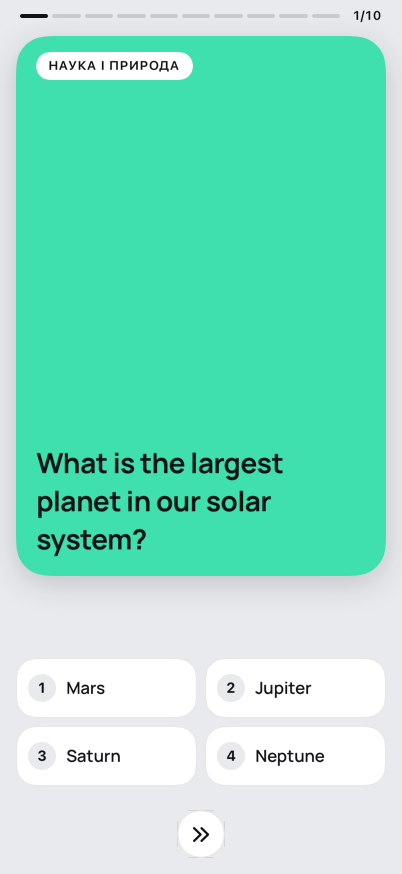 1/10
НАУКА І ПРИРОДА
What is the largest
planet in our solar
system?
1 Mars
2 Jupiter
3 Saturn
4 Neptune